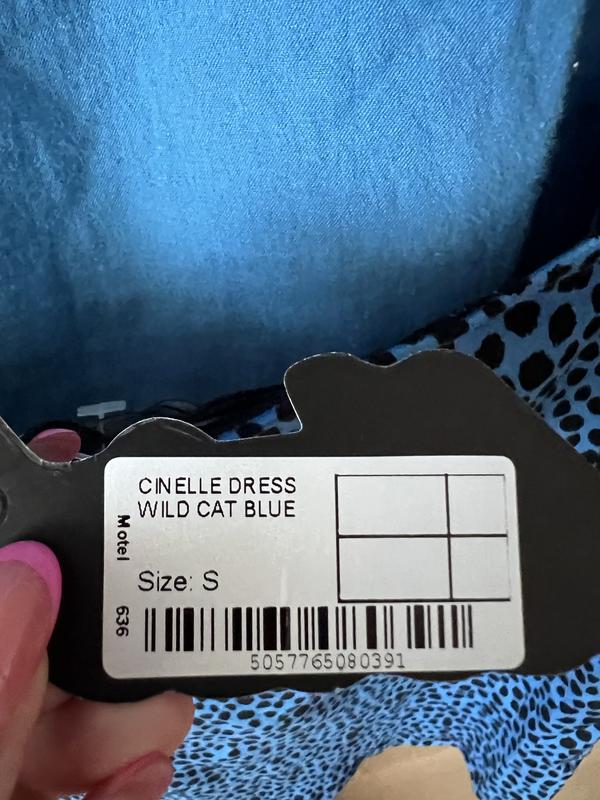 CINELLE DRESS
WILD CAT BLUE
Motel
Size: S
636
5057765080391